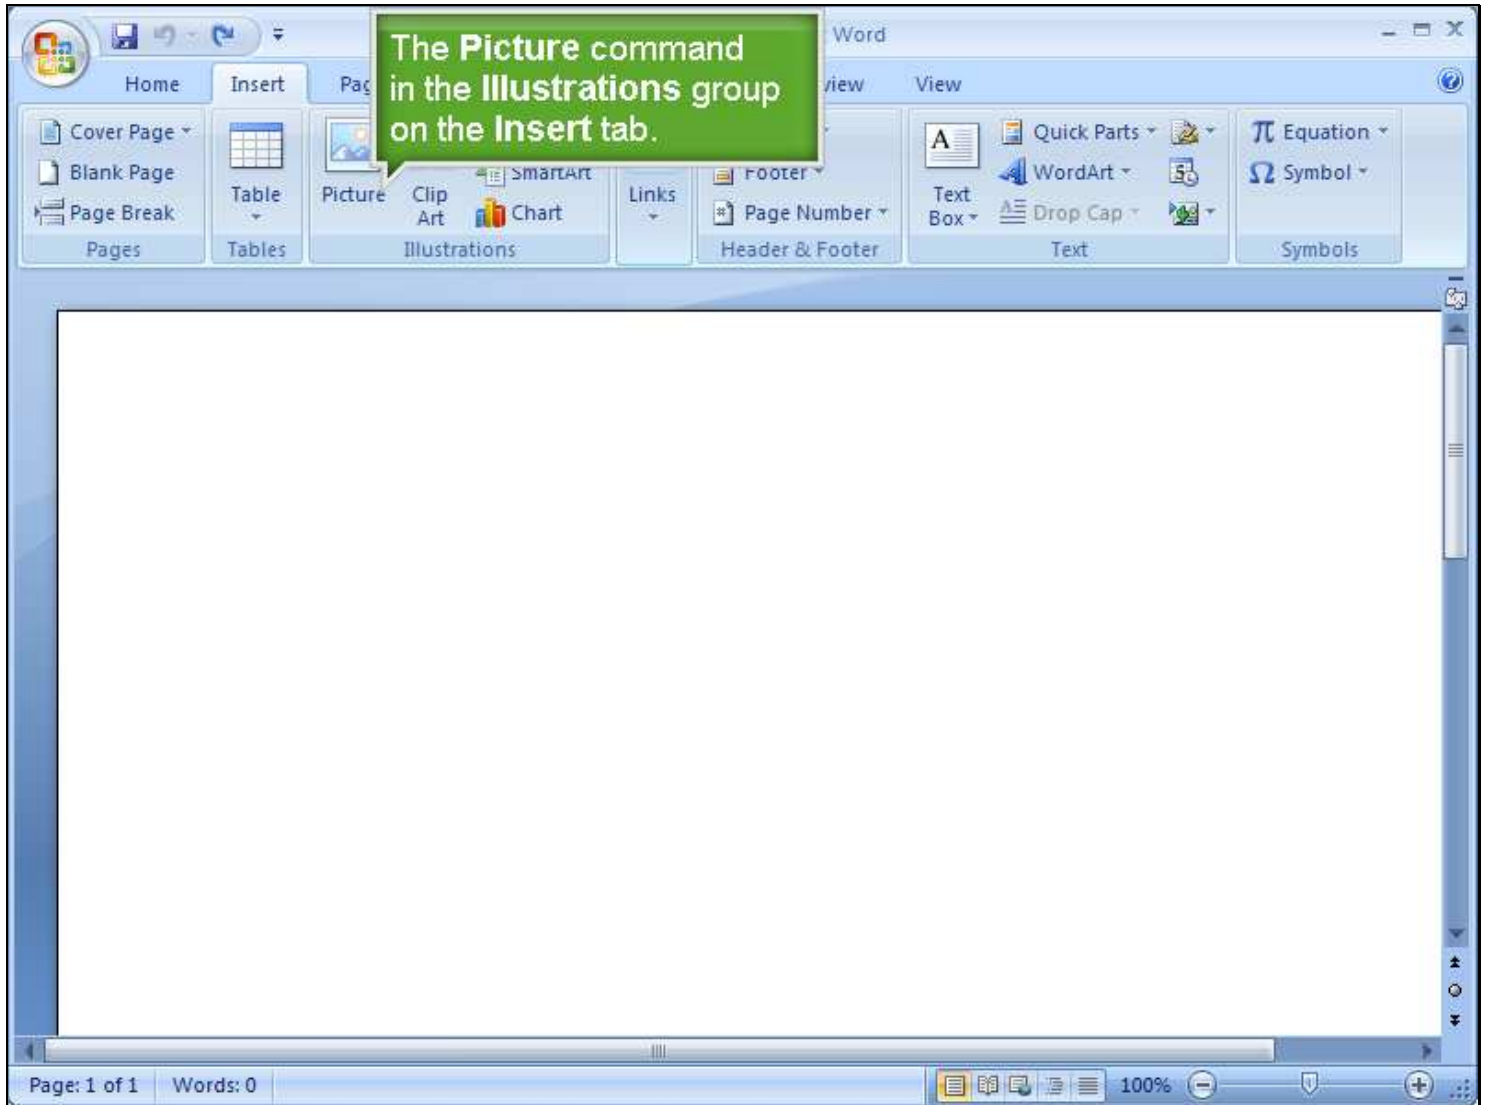 The Picture command
in the Illustrations group
on the Insert tab.
Word
Home Insert View
Cover Page
Blank Page
Page Break
Pages
Table
Tables
Picture
Clip
Art
SmartArt
Chart
Illustrations
Links
Footer
Page Number
Header & Footer
A
Text
Box
Quick Parts
WordArt
Drop Cap
Text
π Equation
Ω Symbol
Symbols
Page: 1 of 1 Words: 0 100%